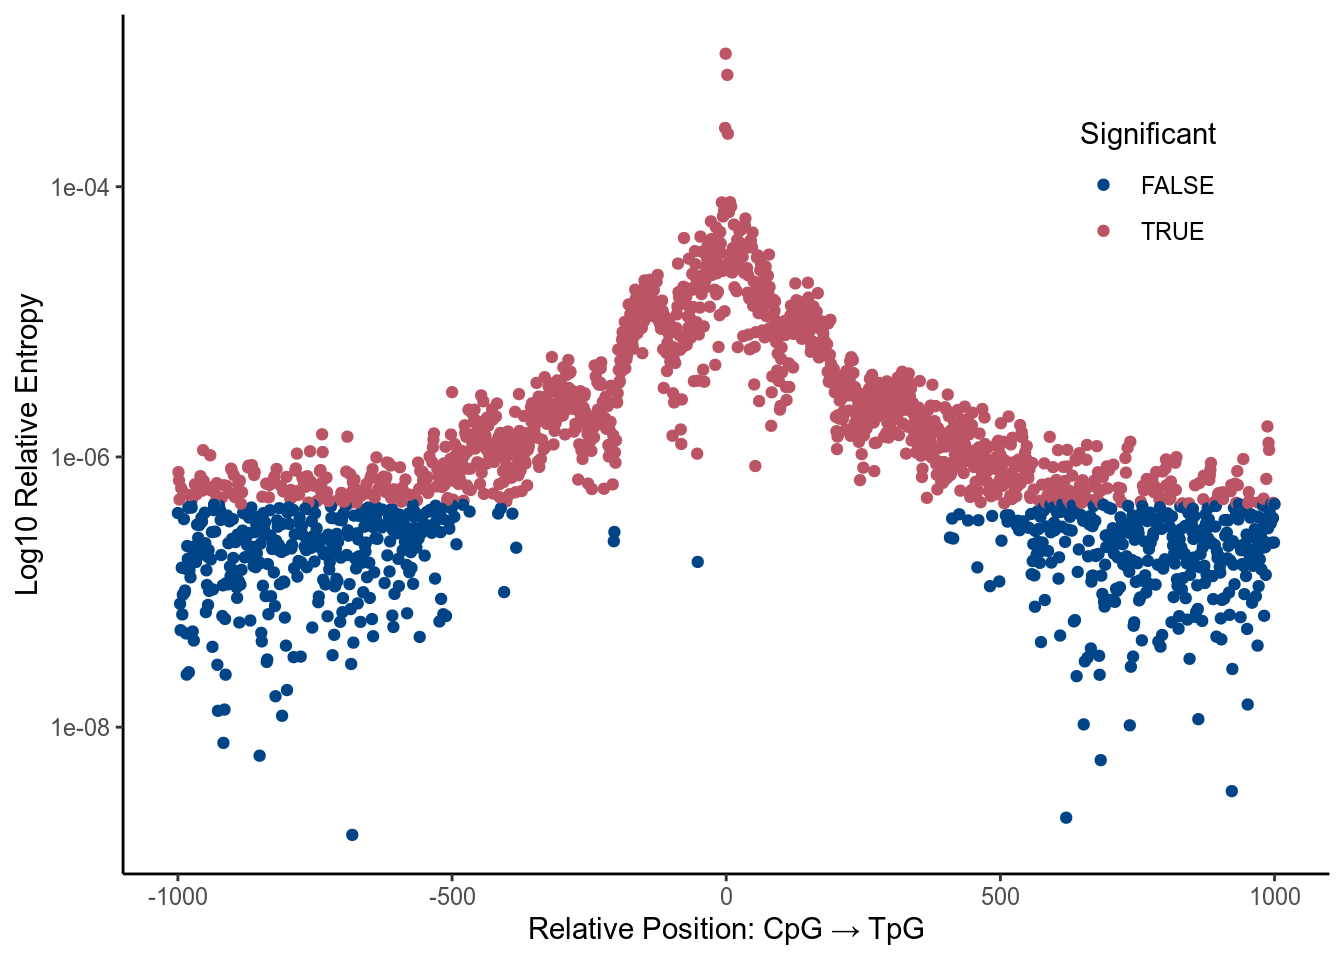 Significant
FALSE
TRUE
Log10 Relative Entropy
1e-04
1e-06
1e-08
-1000 -500 0 500 1000
Relative Position: CpG → TpG